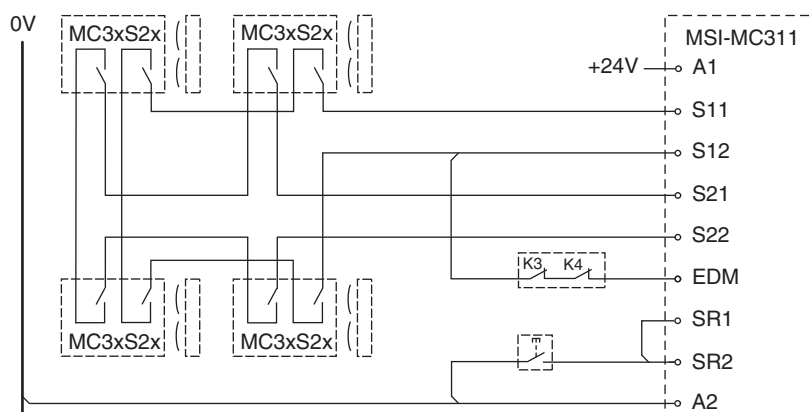 0V
MC3xS2x
MC3xS2x
MSI-MC311
+24V
A1
S11
S12
S21
S22
K3 K4
EDM
MC3xS2x
MC3xS2x
SR1
SR2
A2